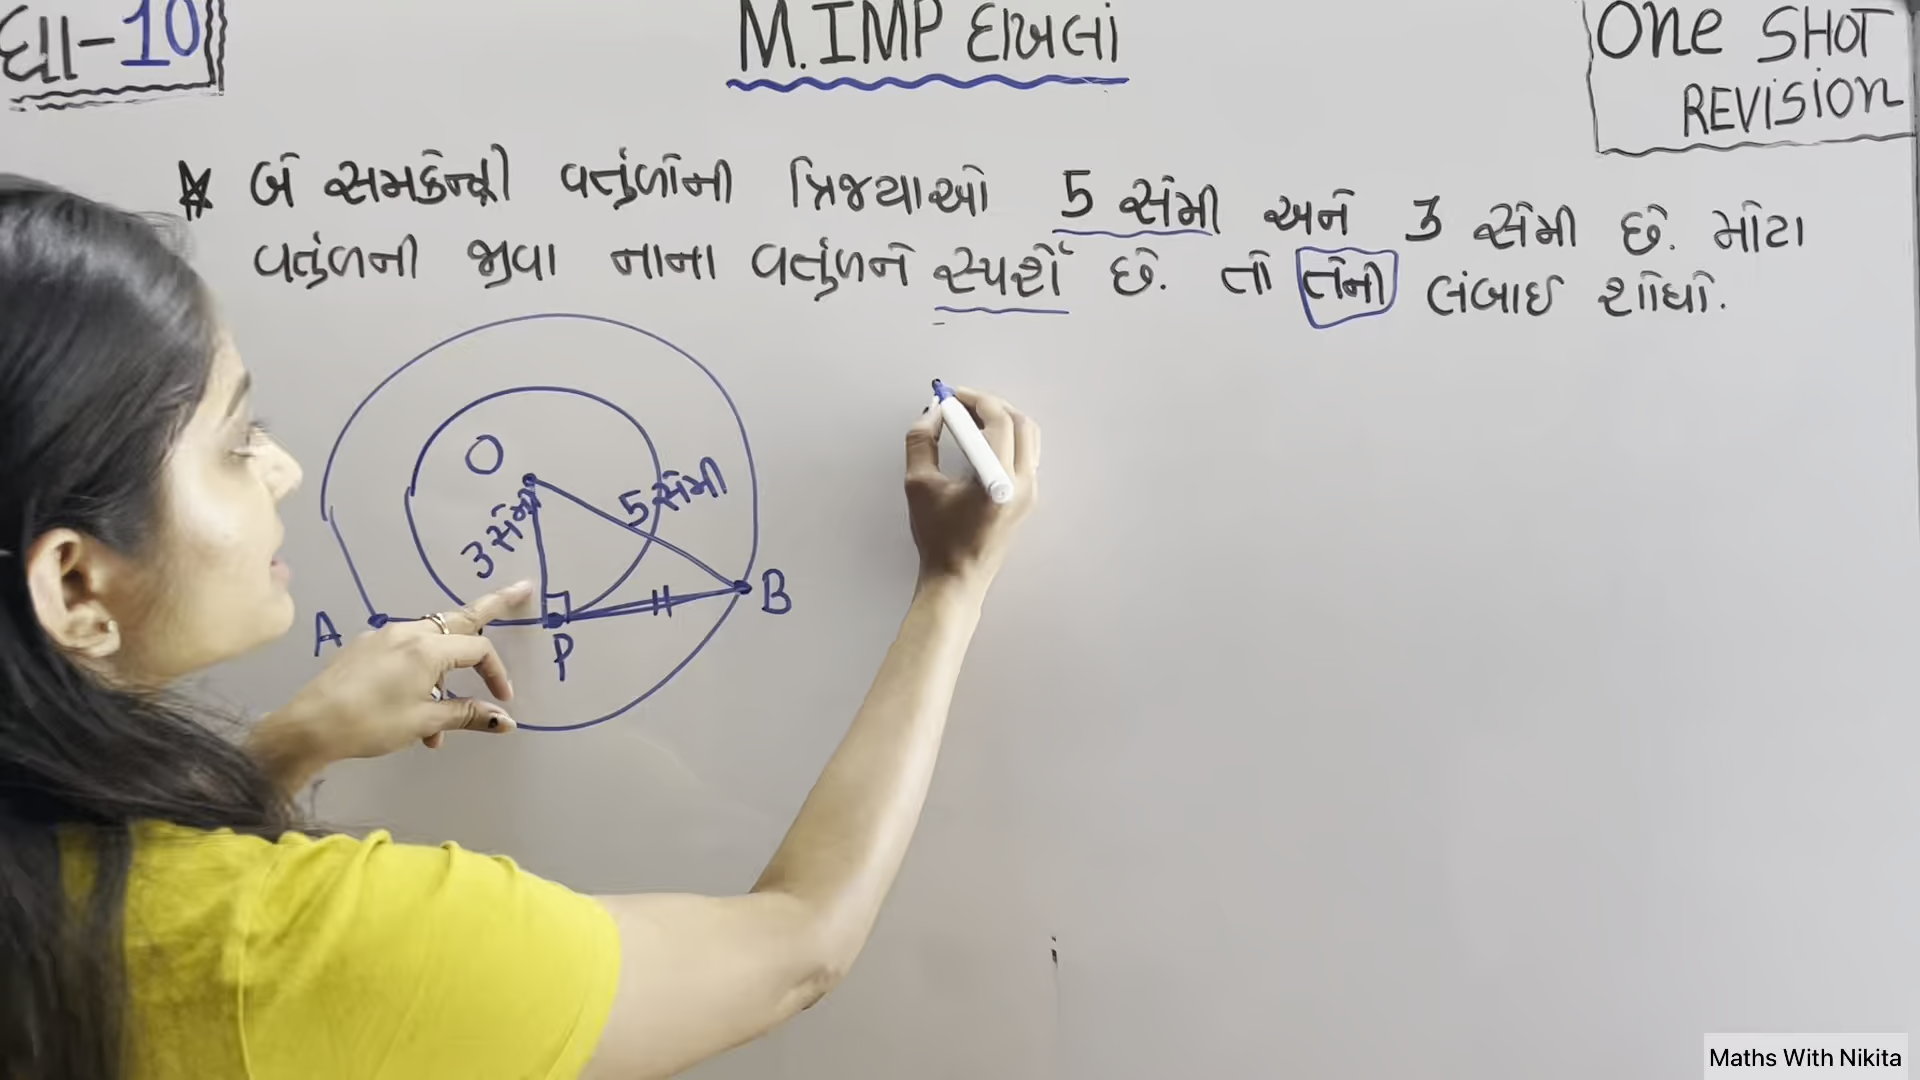 ધો-10
M. IMP દાખલાં
One SHOT
REVISION
બે સમકેન્દ્રી વર્તુળોની ત્રિજ્યાઓ 5 સેમી અને 3 સેમી છે. મોટા
વર્તુળની જીવા નાના વર્તુળને સ્પર્શે છે. તો તેની લંબાઈ શોધો.
O
5 સેમી
3 સેમી
A
B
P
Maths With Nikita